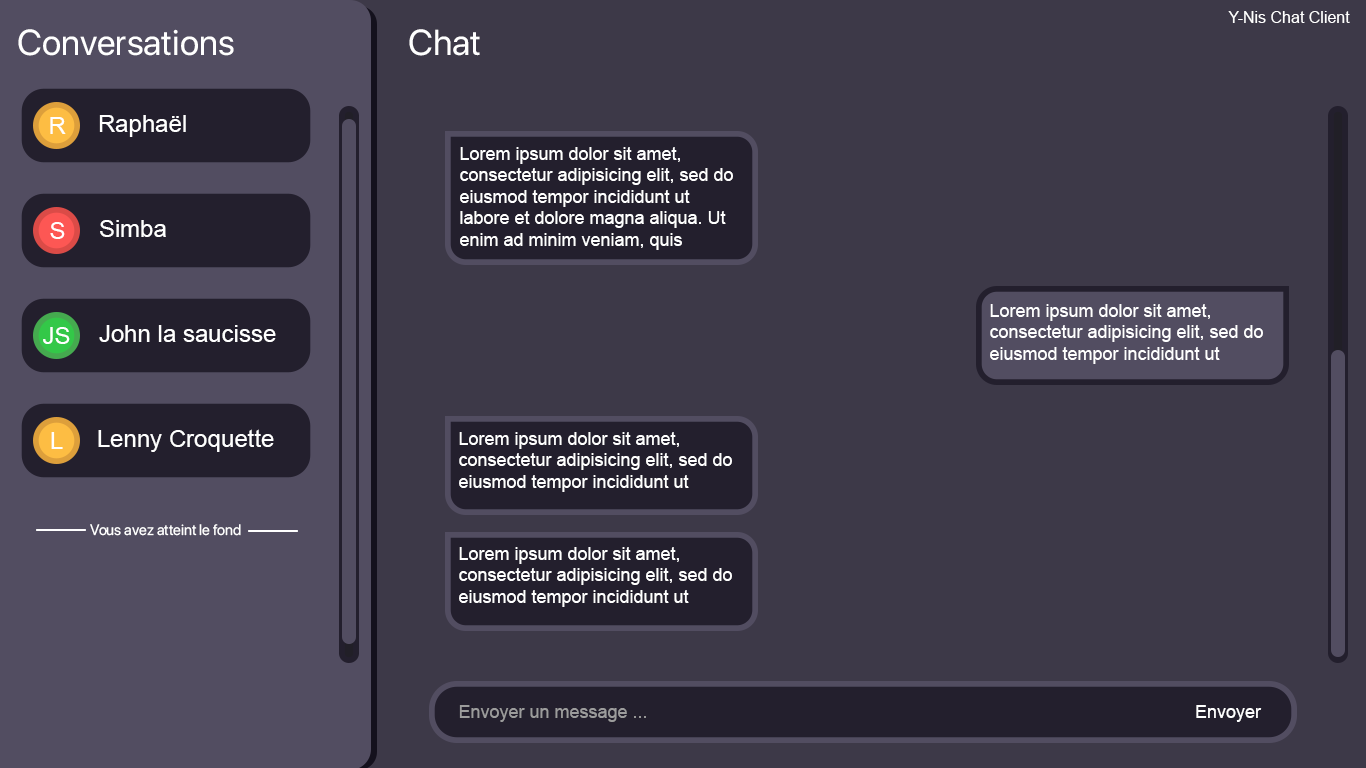 Conversations
R
Raphaël
S
Simba
JS
John la saucisse
L
Lenny Croquette
Vous avez atteint le fond
Chat
Y-Nis Chat Client
Lorem ipsum dolor sit amet,
consectetur adipisicing elit, sed do
eiusmod tempor incididunt ut
labore et dolore magna aliqua. Ut
enim ad minim veniam, quis
Lorem ipsum dolor sit amet,
consectetur adipisicing elit, sed do
eiusmod tempor incididunt ut
Lorem ipsum dolor sit amet,
consectetur adipisicing elit, sed do
eiusmod tempor incididunt ut
Lorem ipsum dolor sit amet,
consectetur adipisicing elit, sed do
eiusmod tempor incididunt ut
Envoyer un message ...
Envoyer